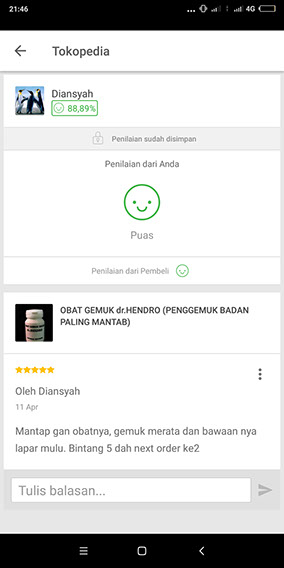 21:46
... 4G
Tokopedia
Diansyah
88,89%
Penilaian sudah disimpan
Penilaian dari Anda
Puas
Penilaian dari Pembeli
OBAT GEMUK dr.HENDRO (PENGGEMUK BADAN
PALING MANTAB)
Oleh Diansyah
11 Apr
Mantap gan obatnya, gemuk merata dan bawaan nya
lapar mulu. Bintang 5 dah next order ke2
Tulis balasan...